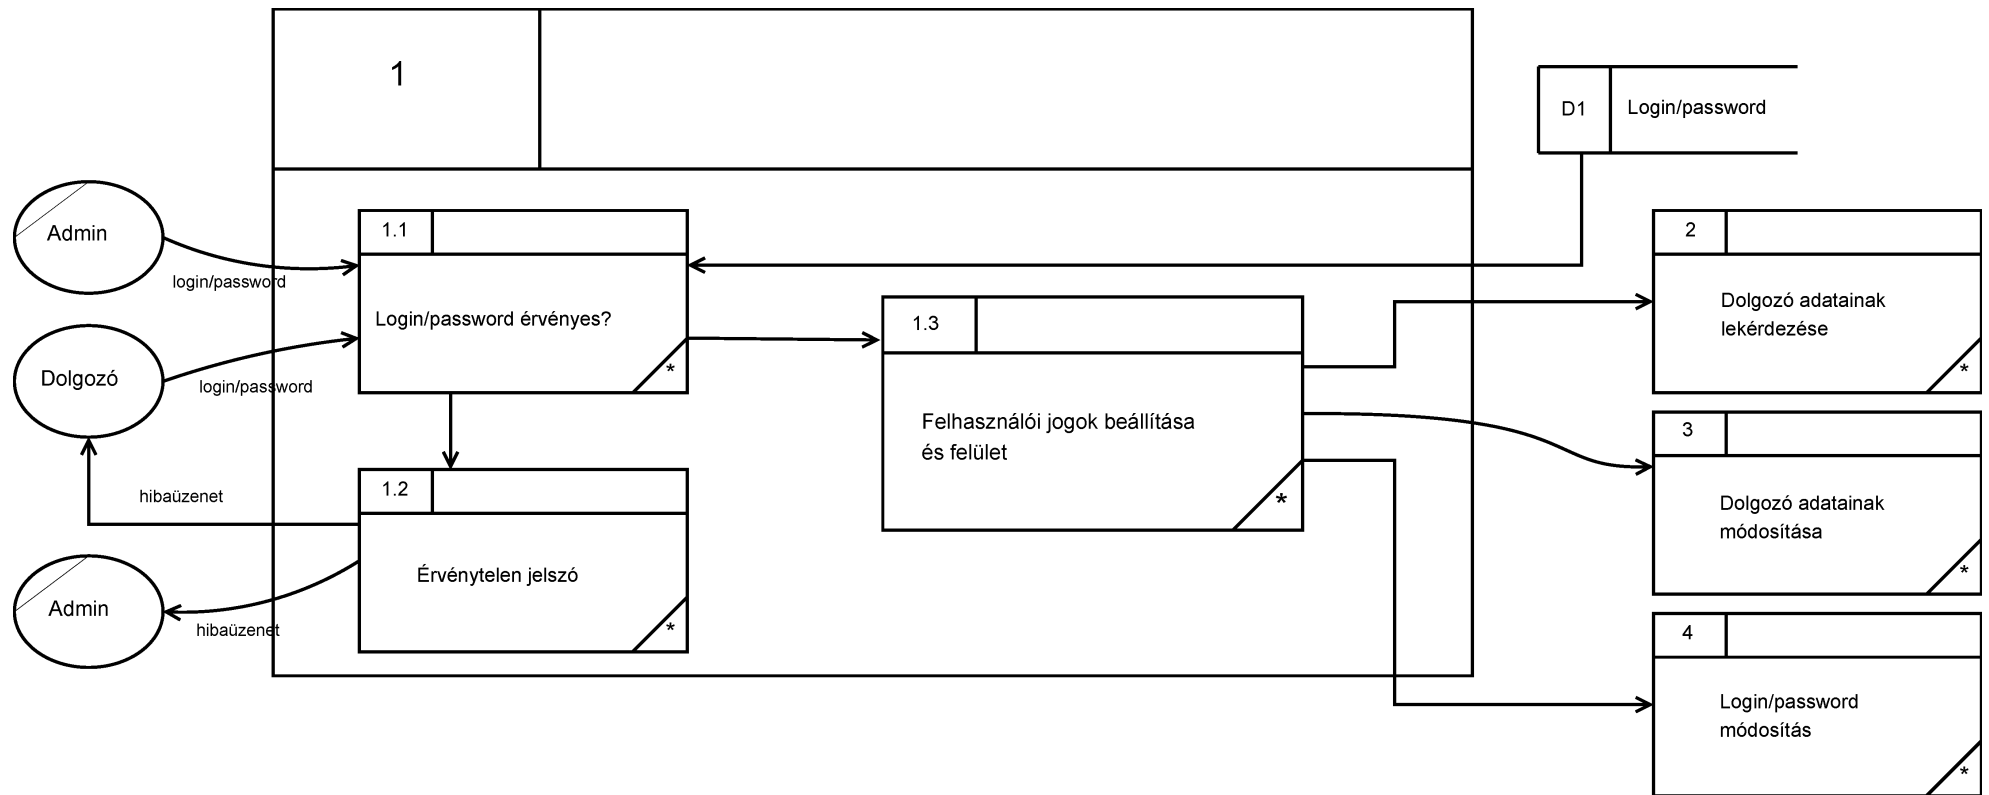 1
D1
Login/password
Admin
login/password
1.1
Login/password érvényes?
*
2
Dolgozó adatainak
lekérdezése
*
1.3
Felhasználói jogok beállítása
és felület
*
Dolgozó
login/password
3
Dolgozó adatainak
módosítása
*
hibaüzenet
1.2
Érvénytelen jelszó
*
Admin
hibaüzenet
4
Login/password
módosítás
*